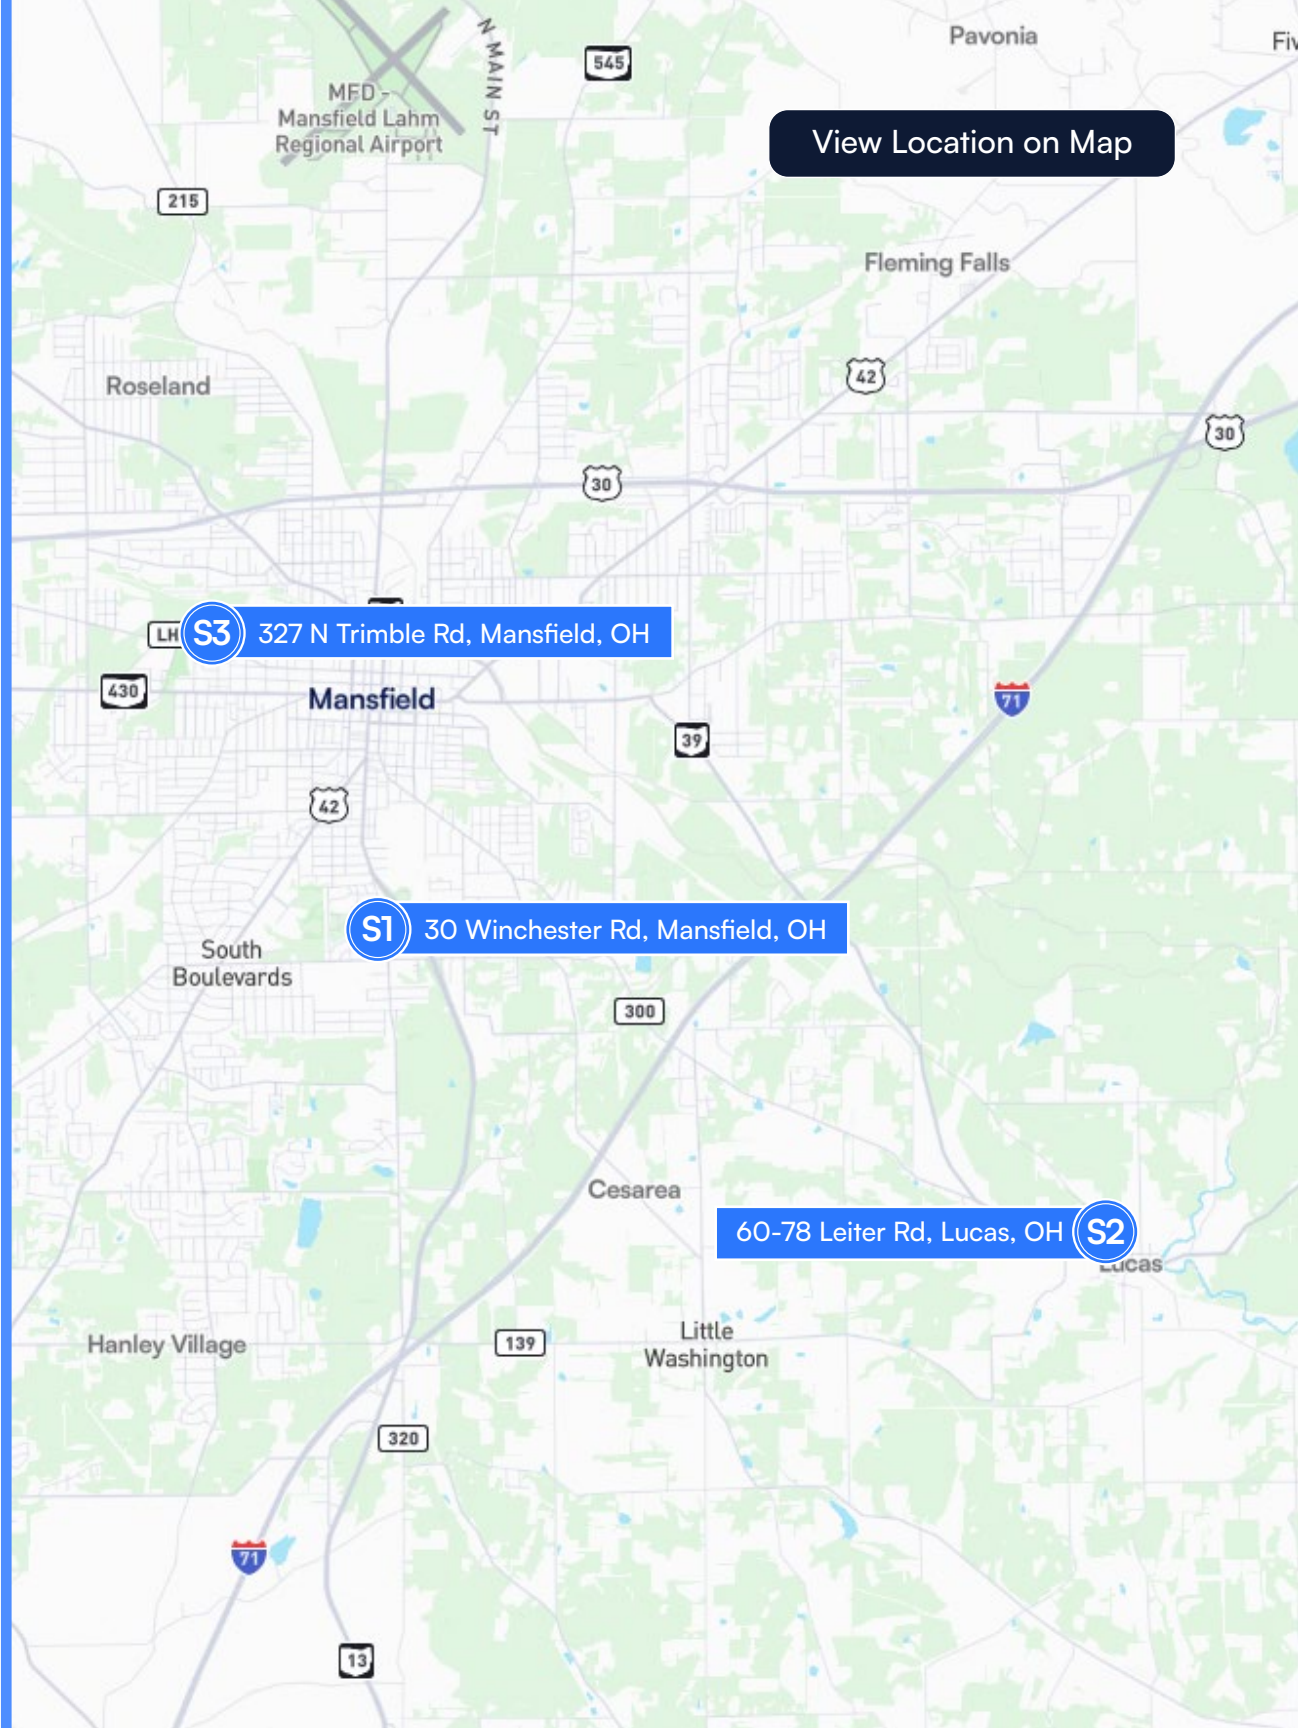 Pavonia
N MAIN ST
545
MFD -
Mansfield Lahm
Regional Airport
View Location on Map
215
Fleming Falls
42
Roseland
30
30
S3 327 N Trimble Rd, Mansfield, OH
430
Mansfield
71
39
42
S1 30 Winchester Rd, Mansfield, OH
South
Boulevards
300
Cesarea
60-78 Leiter Rd, Lucas, OH S2
Lucas
Little
Washington
139
Hanley Village
320
71
13